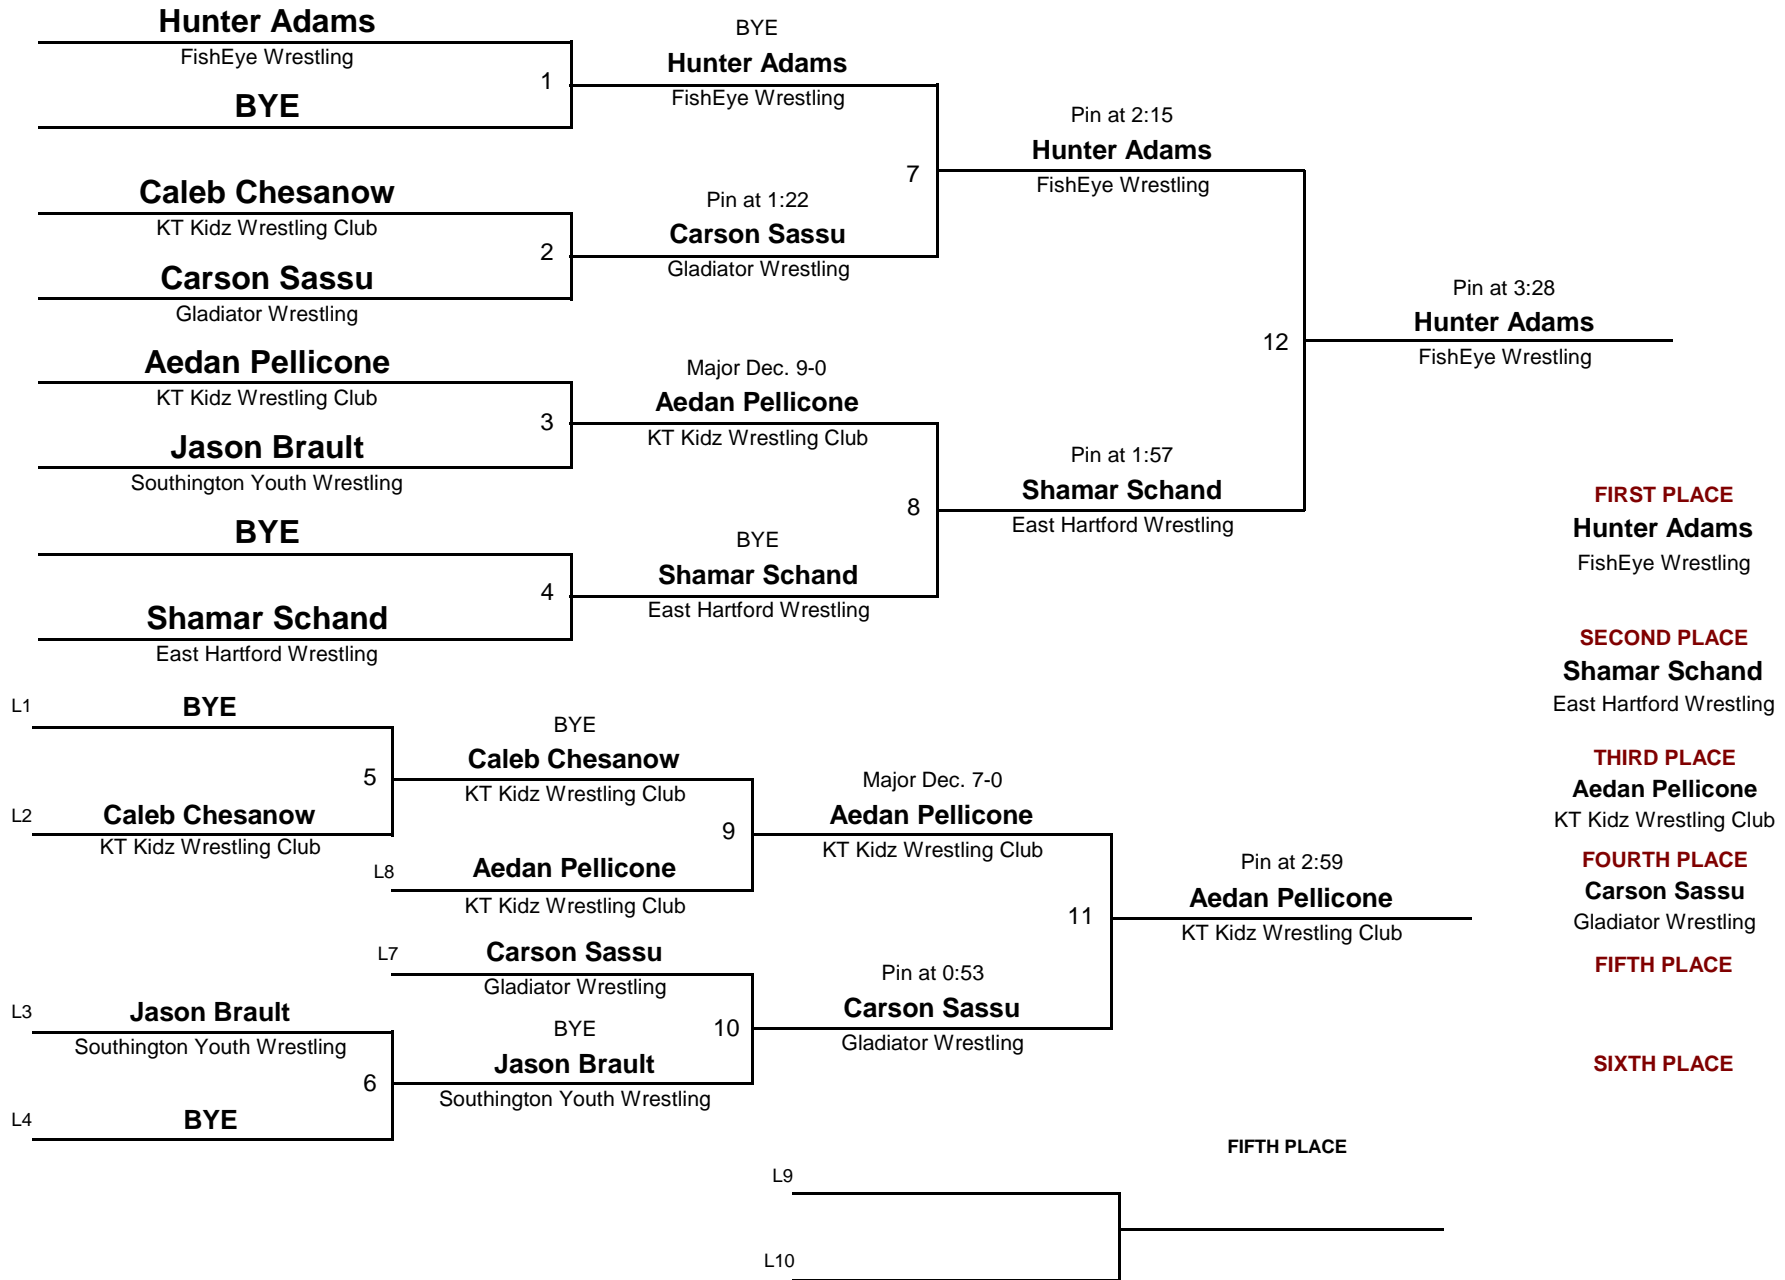 Hunter Adams
FishEye Wrestling
1
BYE
BYE
Hunter Adams
FishEye Wrestling
Caleb Chesanow
KT Kidz Wrestling Club
2
Carson Sassu
Gladiator Wrestling
Pin at 1:22
Carson Sassu
Gladiator Wrestling
7
Pin at 2:15
Hunter Adams
FishEye Wrestling
Aedan Pellicone
KT Kidz Wrestling Club
3
Jason Brault
Southington Youth Wrestling
Major Dec. 9-0
Aedan Pellicone
KT Kidz Wrestling Club
BYE
4
Shamar Schand
East Hartford Wrestling
BYE
Shamar Schand
East Hartford Wrestling
8
Pin at 1:57
Shamar Schand
East Hartford Wrestling
12
Pin at 3:28
Hunter Adams
FishEye Wrestling
FIRST PLACE
Hunter Adams
FishEye Wrestling
SECOND PLACE
Shamar Schand
East Hartford Wrestling
THIRD PLACE
Aedan Pellicone
KT Kidz Wrestling Club
FOURTH PLACE
Carson Sassu
Gladiator Wrestling
FIFTH PLACE
SIXTH PLACE
L1
BYE
5
L2
Caleb Chesanow
KT Kidz Wrestling Club
BYE
Caleb Chesanow
KT Kidz Wrestling Club
9
L8
Aedan Pellicone
KT Kidz Wrestling Club
Major Dec. 7-0
Aedan Pellicone
KT Kidz Wrestling Club
L7
Carson Sassu
Gladiator Wrestling
L3
Jason Brault
Southington Youth Wrestling
6
L4
BYE
BYE
Jason Brault
Southington Youth Wrestling
10
Pin at 0:53
Carson Sassu
Gladiator Wrestling
11
Pin at 2:59
Aedan Pellicone
KT Kidz Wrestling Club
FIFTH PLACE
L9
L10